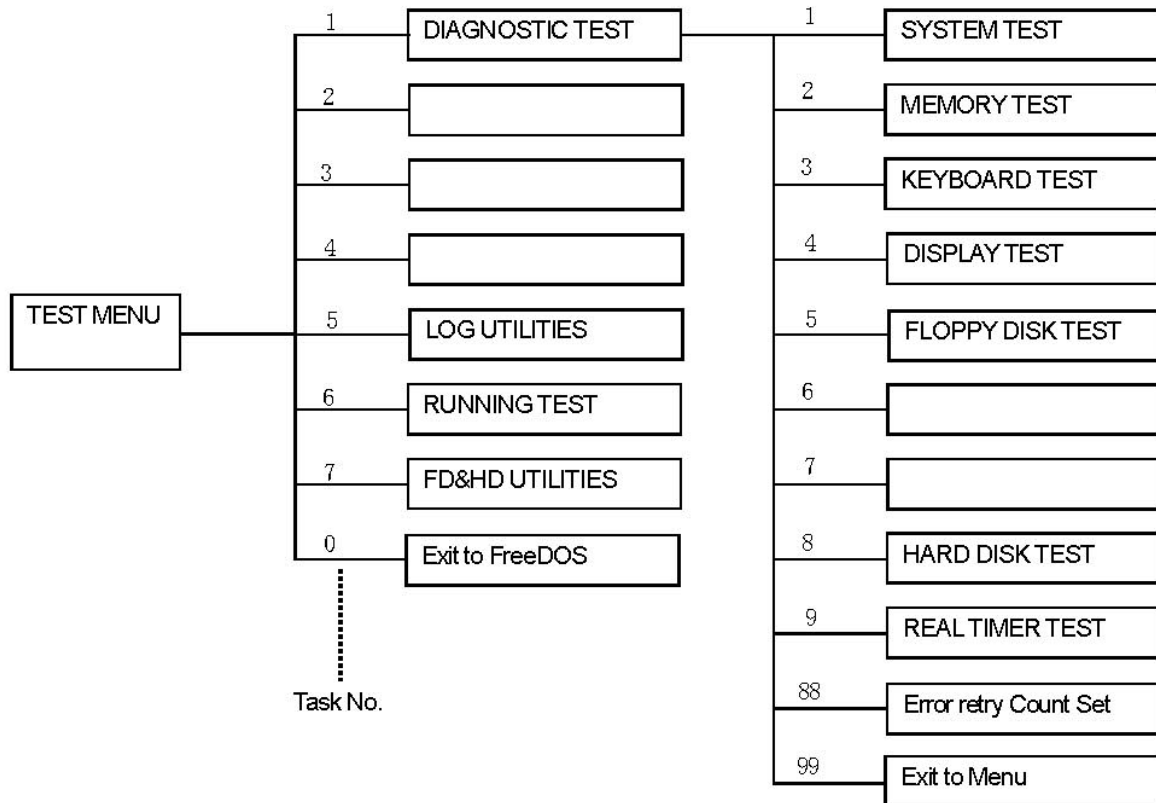 TEST MENU
1
DIAGNOSTIC TEST
2
3
4
5
LOG UTILITIES
6
RUNNING TEST
7
FD&HD UTILITIES
0
Exit to FreeDOS
Task No.
1
SYSTEM TEST
2
MEMORY TEST
3
KEYBOARD TEST
4
DISPLAY TEST
5
FLOPPY DISK TEST
6
7
8
HARD DISK TEST
9
REAL TIMER TEST
88
Error retry Count Set
99
Exit to Menu